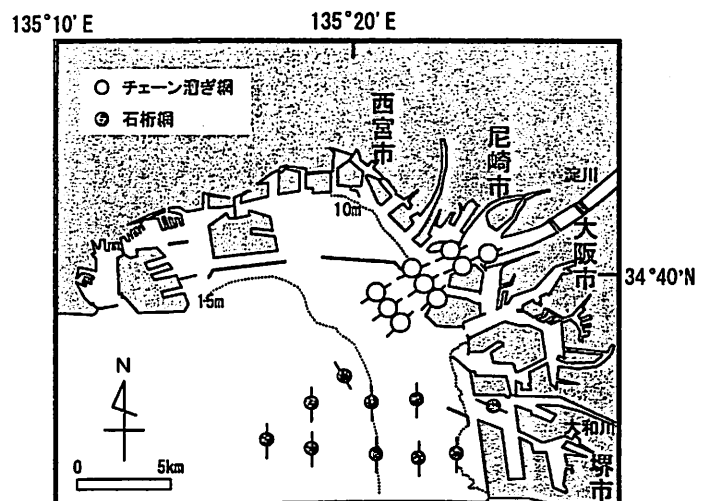 135°10' E
135°20' E
チェーン漕ぎ網
石桁網
西宮市
尼崎市
淀川
大阪市
10m
34°40'N
15m
N
大和川
堺市
0
5km